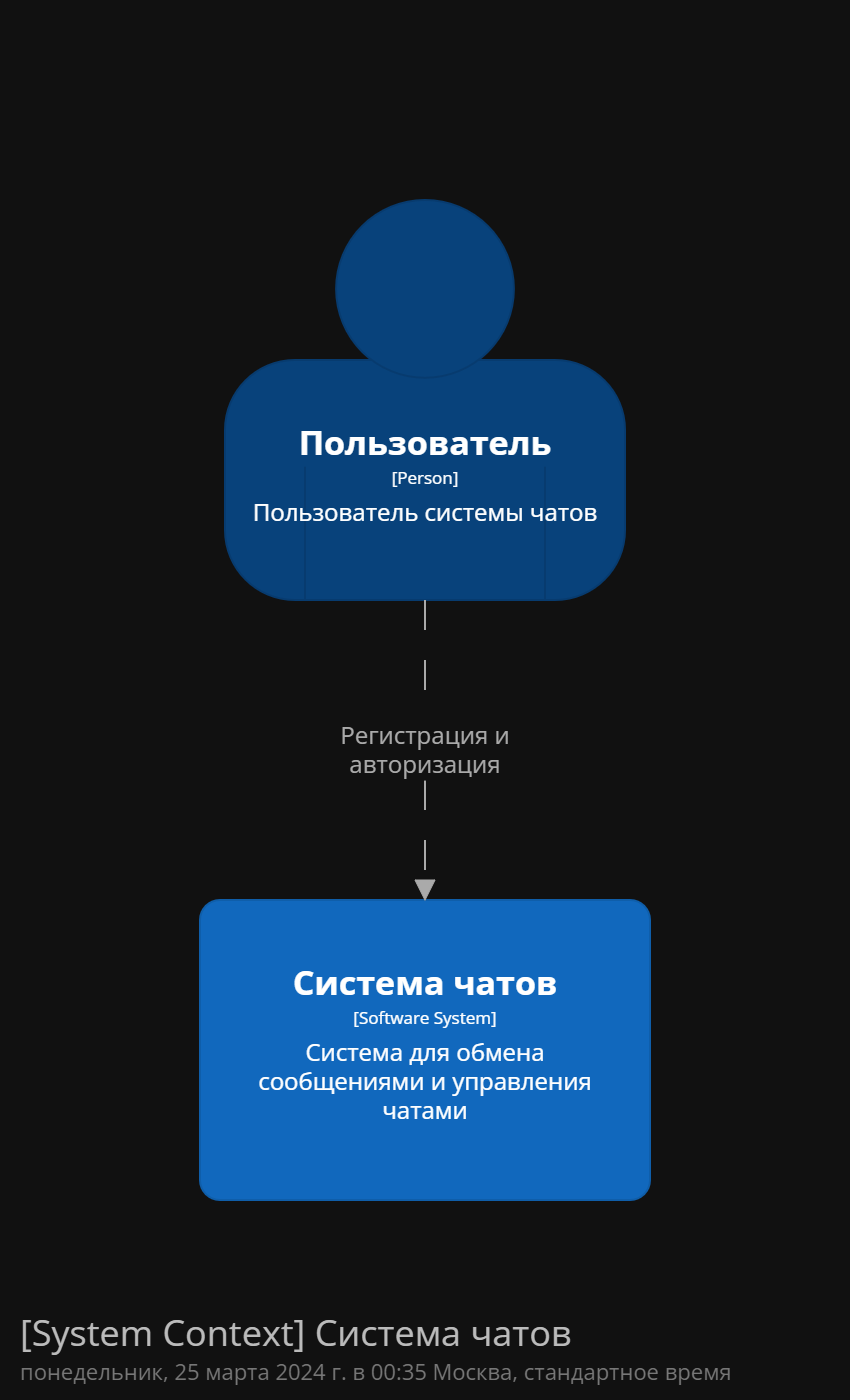 Пользователь
[Person]
Пользователь системы чатов
Регистрация и
авторизация
Система чатов
[Software System]
Система для обмена
сообщениями и управления
чатами
[System Context] Система чатов
понедельник, 25 марта 2024 г. в 00:35 Москва, стандартное время